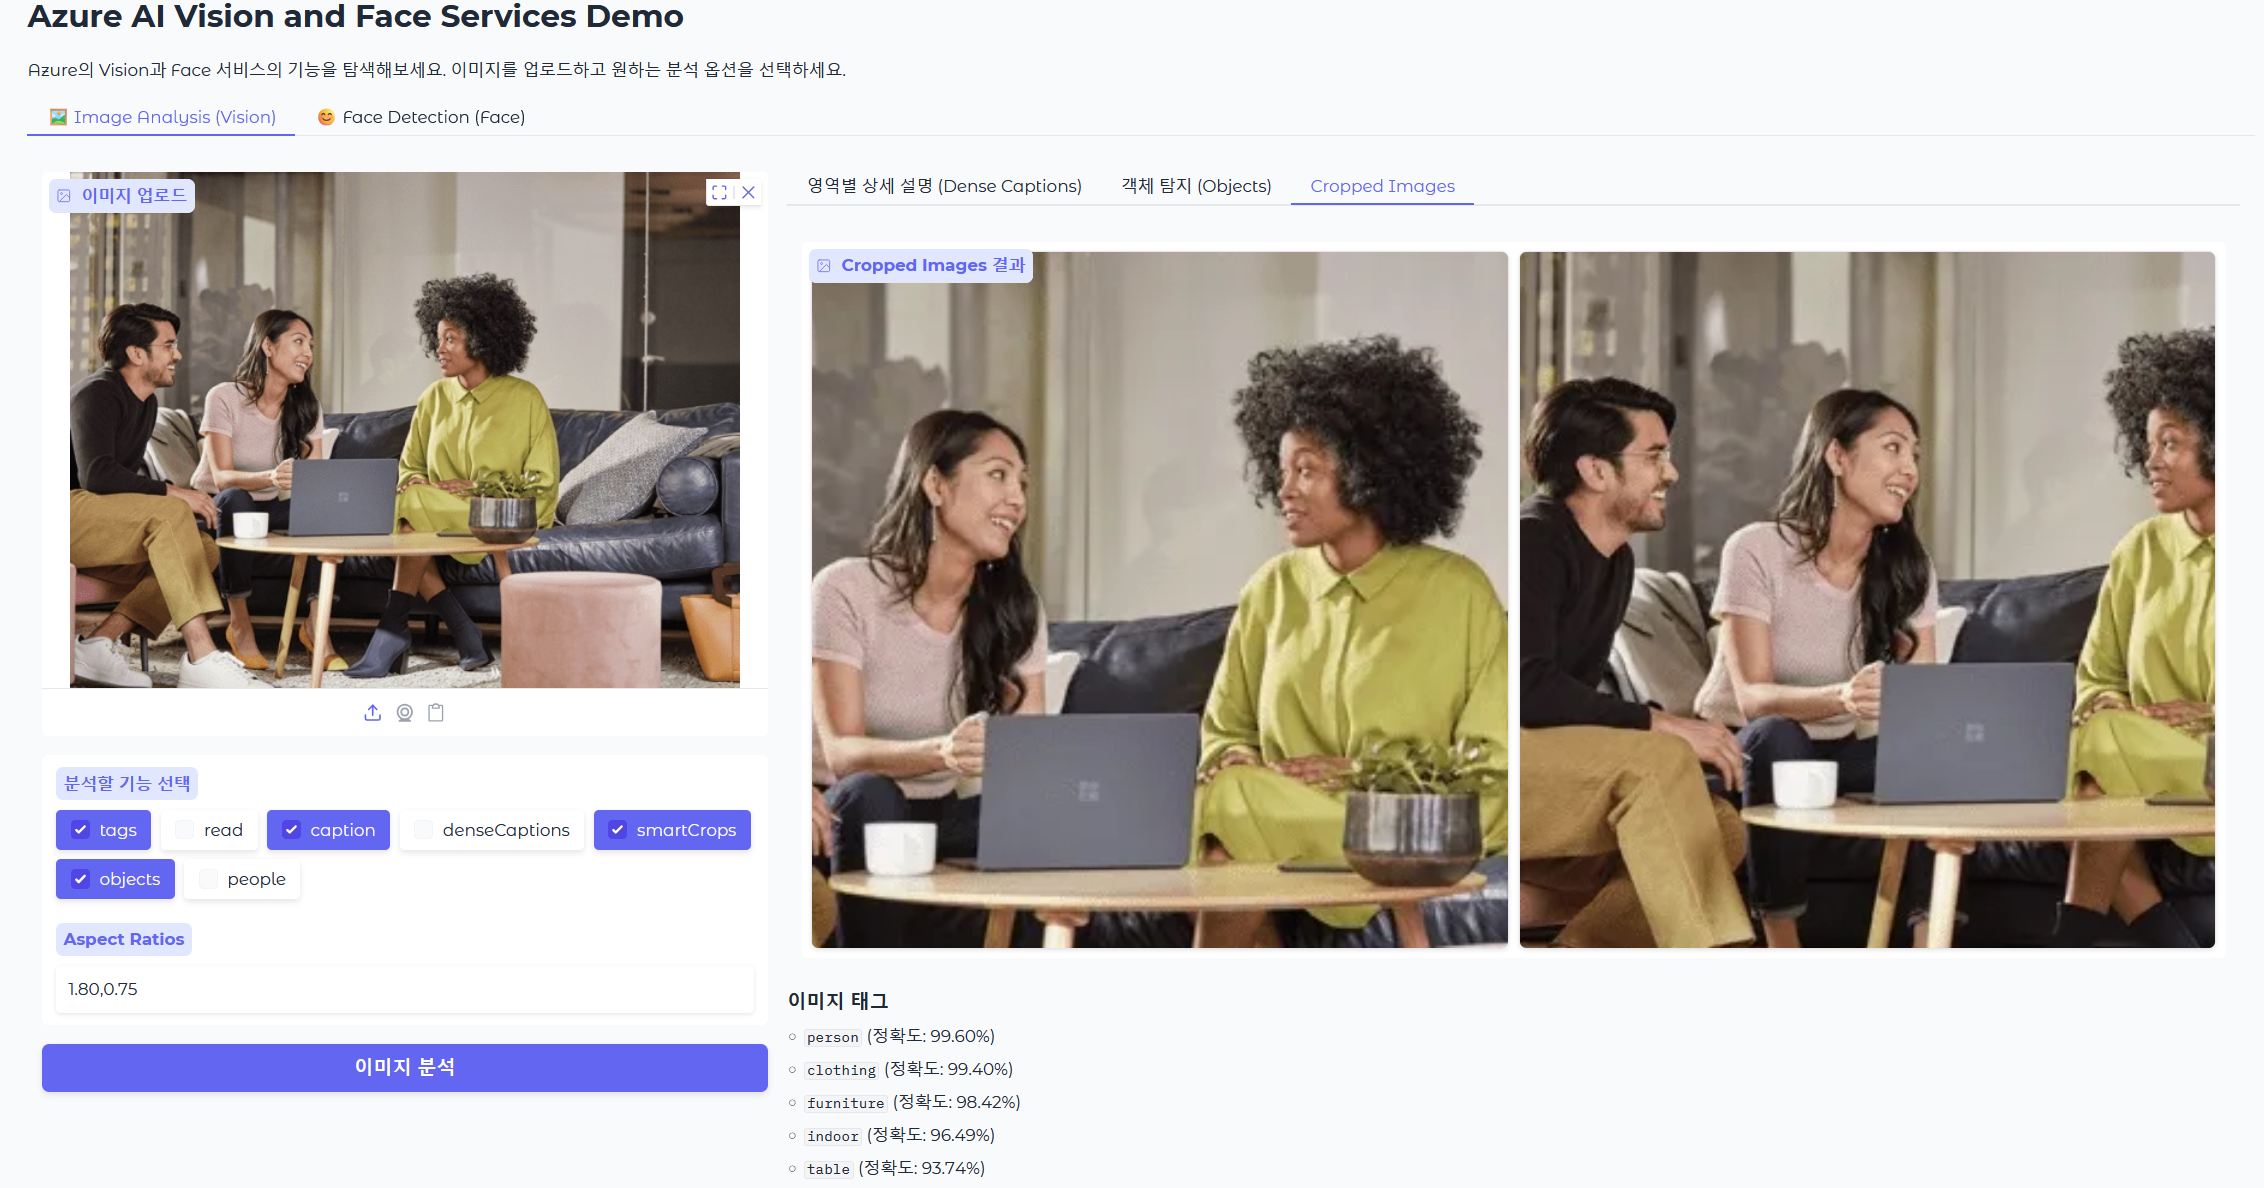 Azure AI Vision and Face Services Demo
Azure의 Vision과 Face 서비스의 기능을 탐색해보세요. 이미지를 업로드하고 원하는 분석 옵션을 선택하세요.
Image Analysis (Vision)
Face Detection (Face)
이미지 업로드
분석할 기능 선택
tags
read
caption
denseCaptions
smartCrops
objects
people
Aspect Ratios
1.80,0.75
이미지 분석
영역별 상세 설명 (Dense Captions)
객체 탐지 (Objects)
Cropped Images
Cropped Images 결과
이미지 태그
person (정확도: 99.60%)
clothing (정확도: 99.40%)
furniture (정확도: 98.42%)
indoor (정확도: 96.49%)
table (정확도: 93.74%)